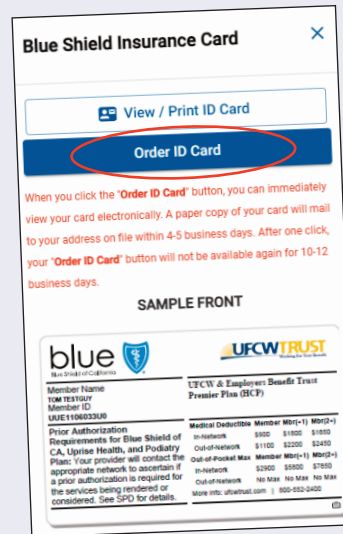 Blue Shield Insurance Card
View / Print ID Card
Order ID Card
When you click the "Order ID Card" button, you can immediately
view your card electronically. A paper copy of your card will mail
to your address on file within 4-5 business days. After one click,
your "Order ID Card" button will not be available again for 10-12
business days.
SAMPLE FRONT
blue
Blue Shield of California
UFCWTRUST
Working for Your Benefit
Member Name
TOM TESTGUY
Member ID
UUE1106033U0
Prior Authorization
Requirements for Blue Shield of
CA, Uprise Health, and Podiatry
Plan: Your provider will contact the
appropriate network to ascertain if
a prior authorization is required for
the services being rendered or
considered. See SPD for details.
UFCW & Employers Benefit Trust
Premier Plan (HCP)
Medical Deductible Member Mbr(+1) Mbr(2+)
In-Network $500 $1000 $1650
Out-of-Network $1100 $2200 $2450
Out-of-Pocket Max Member Mbr(+1) Mbr(2+)
In-Network $2900 $5800 $7650
Out-of-Network No Max No Max No Max
More info: ufcwtrust.com | 800-552-2400